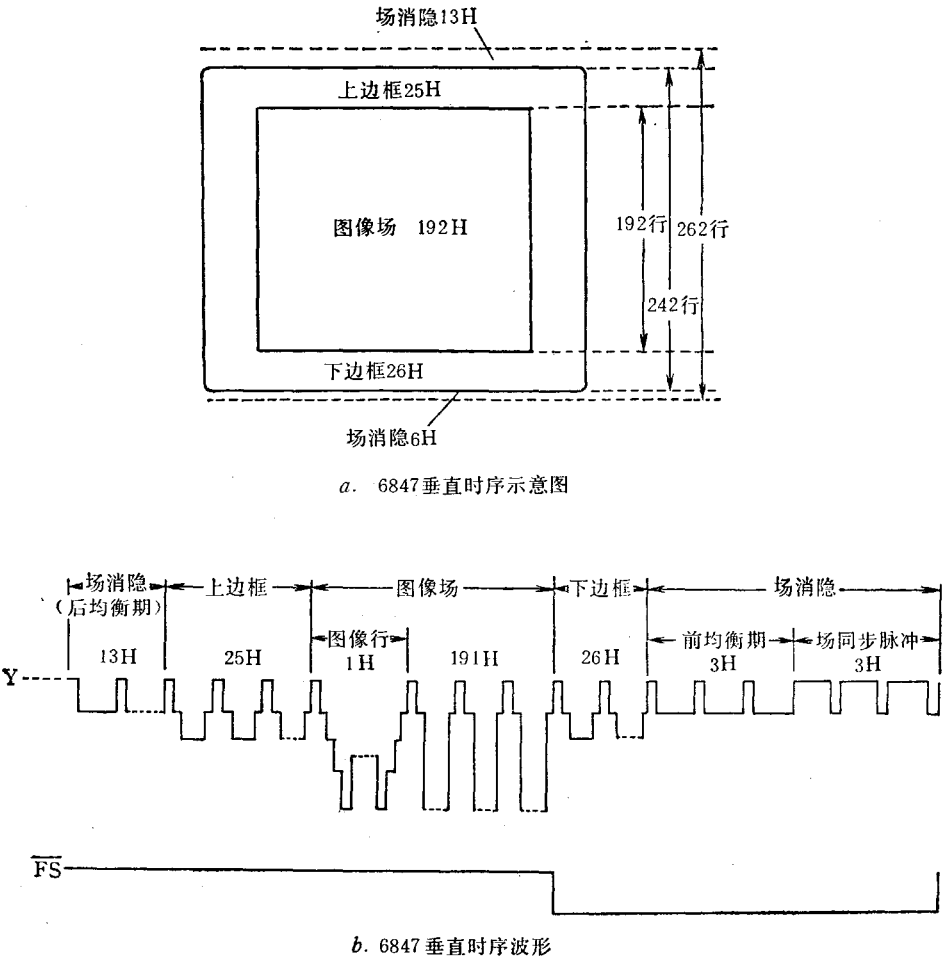 场消隐13H
上边框25H
图像场 192H
192行
262行
242行
下边框26H
场消隐6H
a. 6847垂直时序示意图
场消隐
(后均衡期)
上边框
图像场
下边框
场消隐
图像行
1H
前均衡期
3H
场同步脉冲
3H
13H
25H
191H
26H
Y
FS
b. 6847垂直时序波形